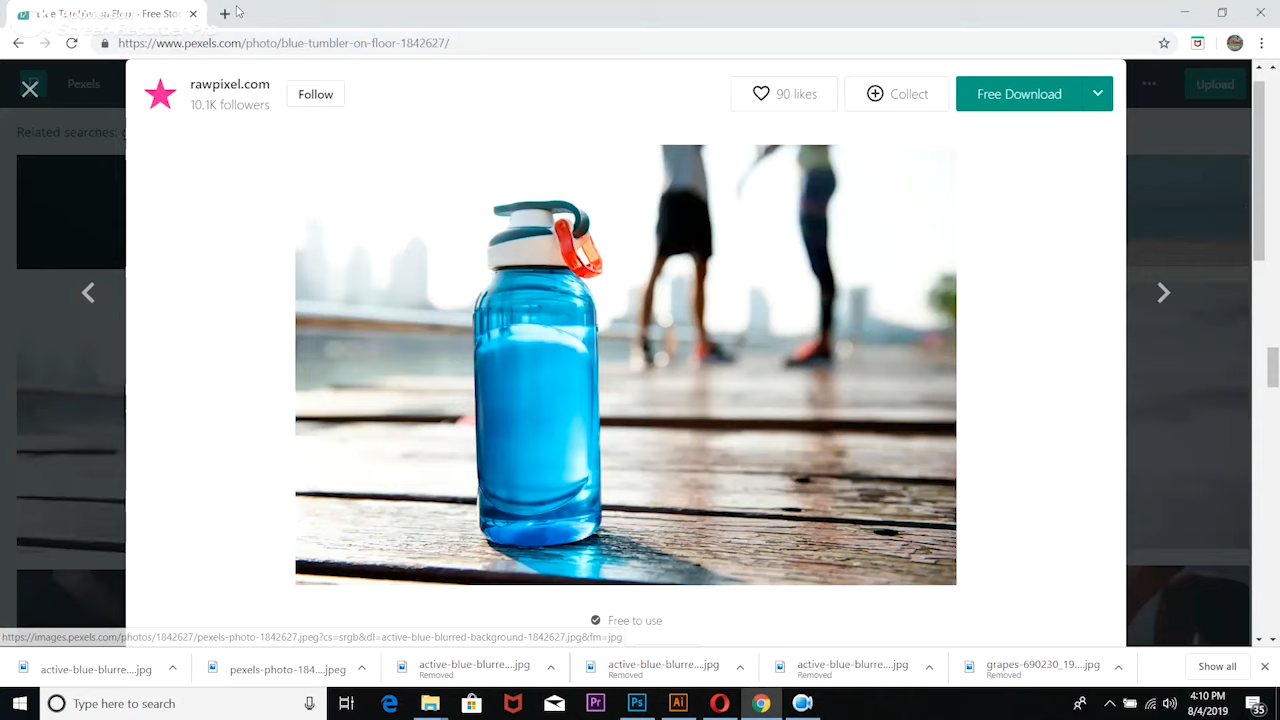 https://www.pexels.com/photo/blue-tumbler-on-floor-1842627/
Pexels
Upload
Related searches: g
rawpixel.com
10.1K followers
Follow
90 likes
Collect
Free Download
Free to use
https://images.pexels.com/photos/1842627/pexels-photo-1842627.jpeg?cs=srgb&dl=active-blue-blurred-background-1842627.jpg&fm=jpg
active-blue-blurre....jpg
pexels-photo-184....jpeg
active-blue-blurre....jpg
Removed
active-blue-blurre....jpg
Removed
active-blue-blurre....jpg
Removed
grapes-690230_19....jpg
Removed
Show all
Type here to search
Pr
Ps
Ai
4:10 PM
8/4/2019
35